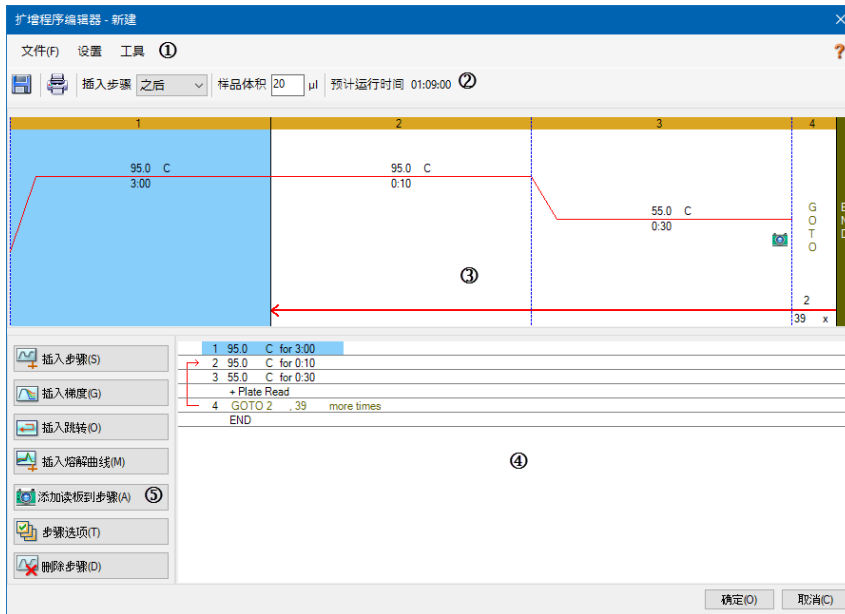 扩增程序编辑器 - 新建
文件(F) 设置 工具 ①
插入步骤 之后 样品体积 20 µl 预计运行时间 01:09:00 ②
1 2 3 4
95.0 C 95.0 C
3:00 0:10
55.0 C
0:30
GOTO
END
③
2
39 x
插入步骤(S)
插入梯度(G)
插入跳转(O)
插入熔解曲线(M)
添加读板到步骤(A) ⑤
步骤选项(T)
删除步骤(D)
1 95.0 C for 3:00
2 95.0 C for 0:10
3 55.0 C for 0:30
+ Plate Read
4 GOTO 2 , 39 more times
END
④
确定(O) 取消(C)